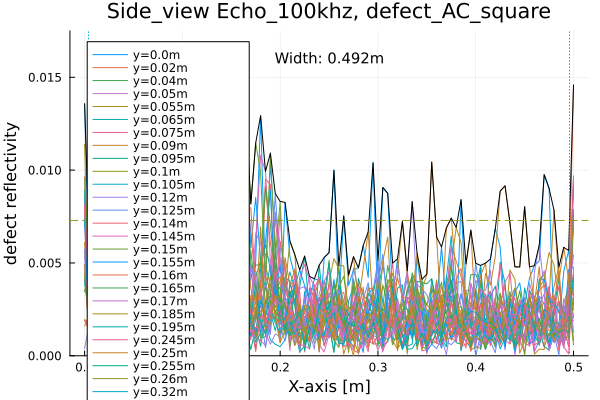 Side_view Echo_100khz, defect_AC_square
Width: 0.492m
y=0.0m
y=0.02m
y=0.04m
y=0.05m
y=0.055m
y=0.065m
y=0.075m
y=0.09m
y=0.095m
y=0.1m
y=0.105m
y=0.12m
y=0.125m
y=0.14m
y=0.145m
y=0.15m
y=0.155m
y=0.16m
y=0.165m
y=0.17m
y=0.185m
y=0.195m
y=0.245m
y=0.25m
y=0.255m
y=0.26m
y=0.32m
defect reflectivity
0.015
0.010
0.005
0.000
0.2
0.3
0.4
0.5
X-axis [m]